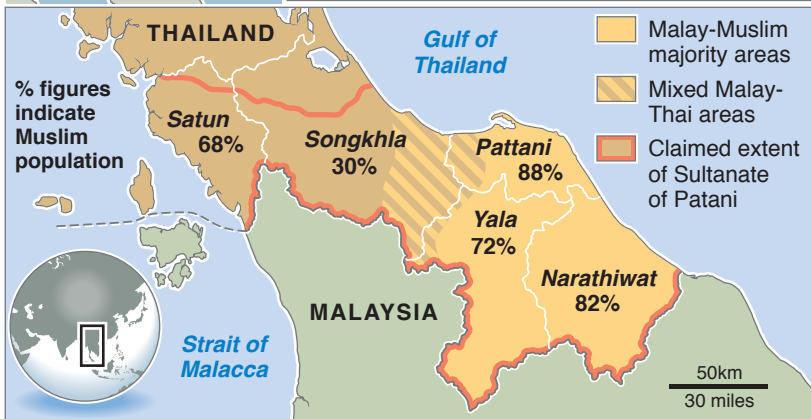 THAILAND
Gulf of
Thailand
% figures
indicate
Muslim
population
Satun
68%
Songkhla
30%
Pattani
88%
Yala
72%
Narathiwat
82%
MALAYSIA
Strait of
Malacca
Malay-Muslim
majority areas
Mixed Malay-
Thai areas
Claimed extent
of Sultanate
of Patani
50km
30 miles